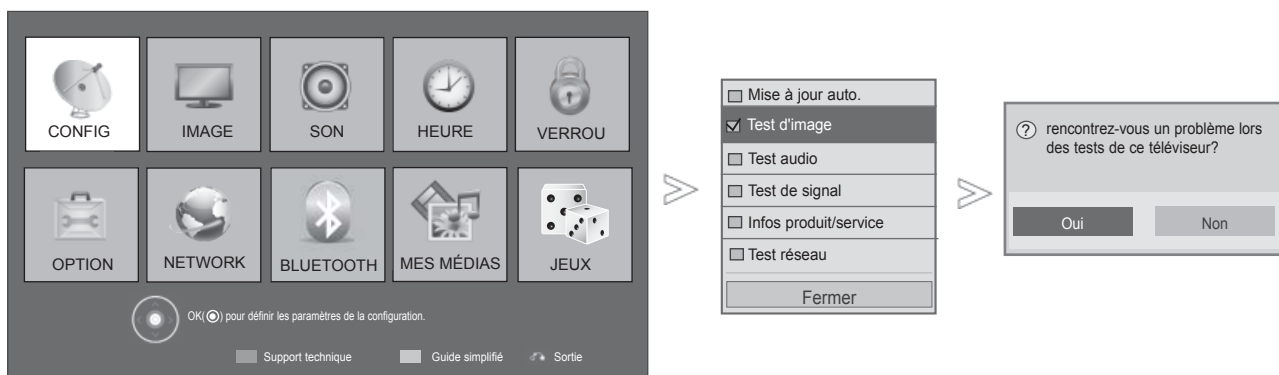 CONFIG IMAGE SON HEURE VERROU
OPTION NETWORK BLUETOOTH MES MÉDIAS JEUX
OK( ) pour définir les paramètres de la configuration.
Support technique Guide simplifié Sortie
Mise à jour auto.
Test d'image
Test audio
Test de signal
Infos produit/service
Test réseau
Fermer
? rencontrez-vous un problème lors
des tests de ce téléviseur?
Oui Non